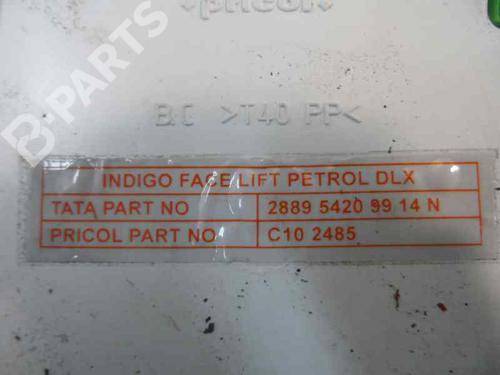 pricol
B.C >T40 PP<
INDIGO FACE LIFT PETROL DLX
TATA PART NO 2889 5420 99 14 N
PRICOL PART NO C10 2485
B PARTS